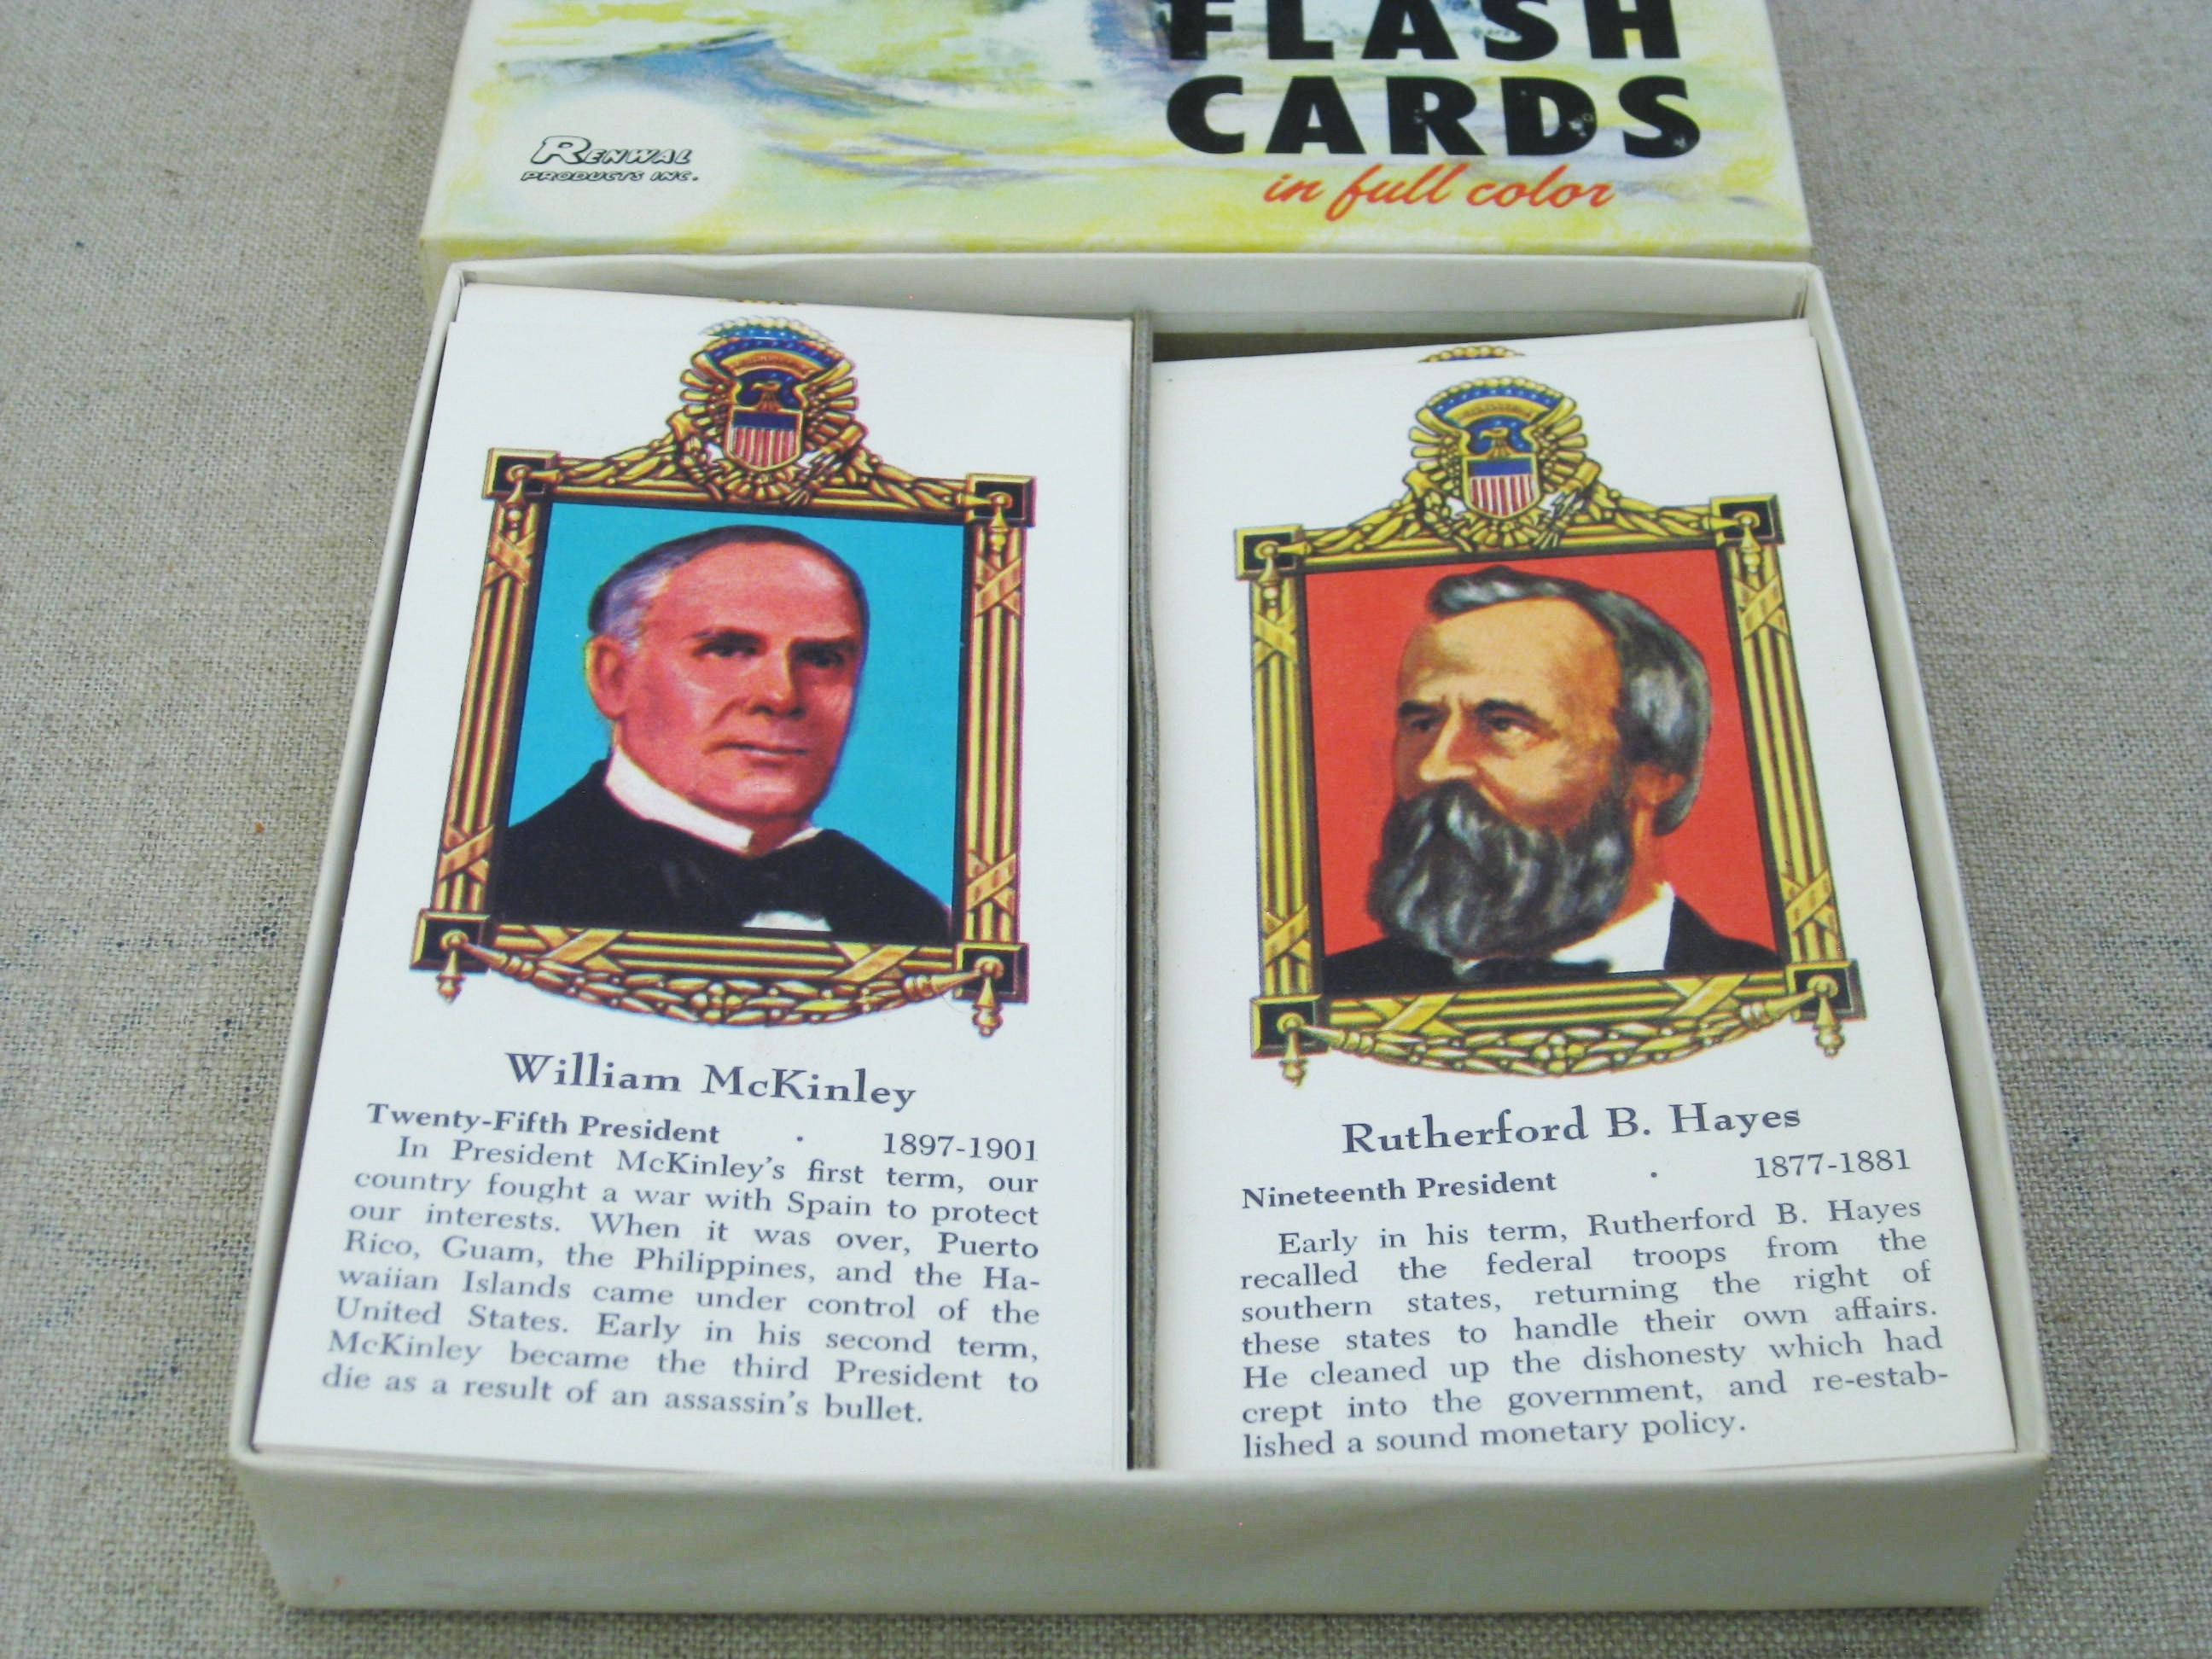 FLASH
CARDS
in full color
RENWAL
PRODUCTS INC.
William McKinley
Twenty-Fifth President · 1897-1901
In President McKinley's first term, our
country fought a war with Spain to protect
our interests. When it was over, Puerto
Rico, Guam, the Philippines, and the Ha-
waiian Islands came under control of the
United States. Early in his second term,
McKinley became the third President to
die as a result of an assassin's bullet.
Rutherford B. Hayes
Nineteenth President · 1877-1881
Early in his term, Rutherford B. Hayes
recalled the federal troops from the
southern states, returning the right of
these states to handle their own affairs.
He cleaned up the dishonesty which had
crept into the government, and re-estab-
lished a sound monetary policy.